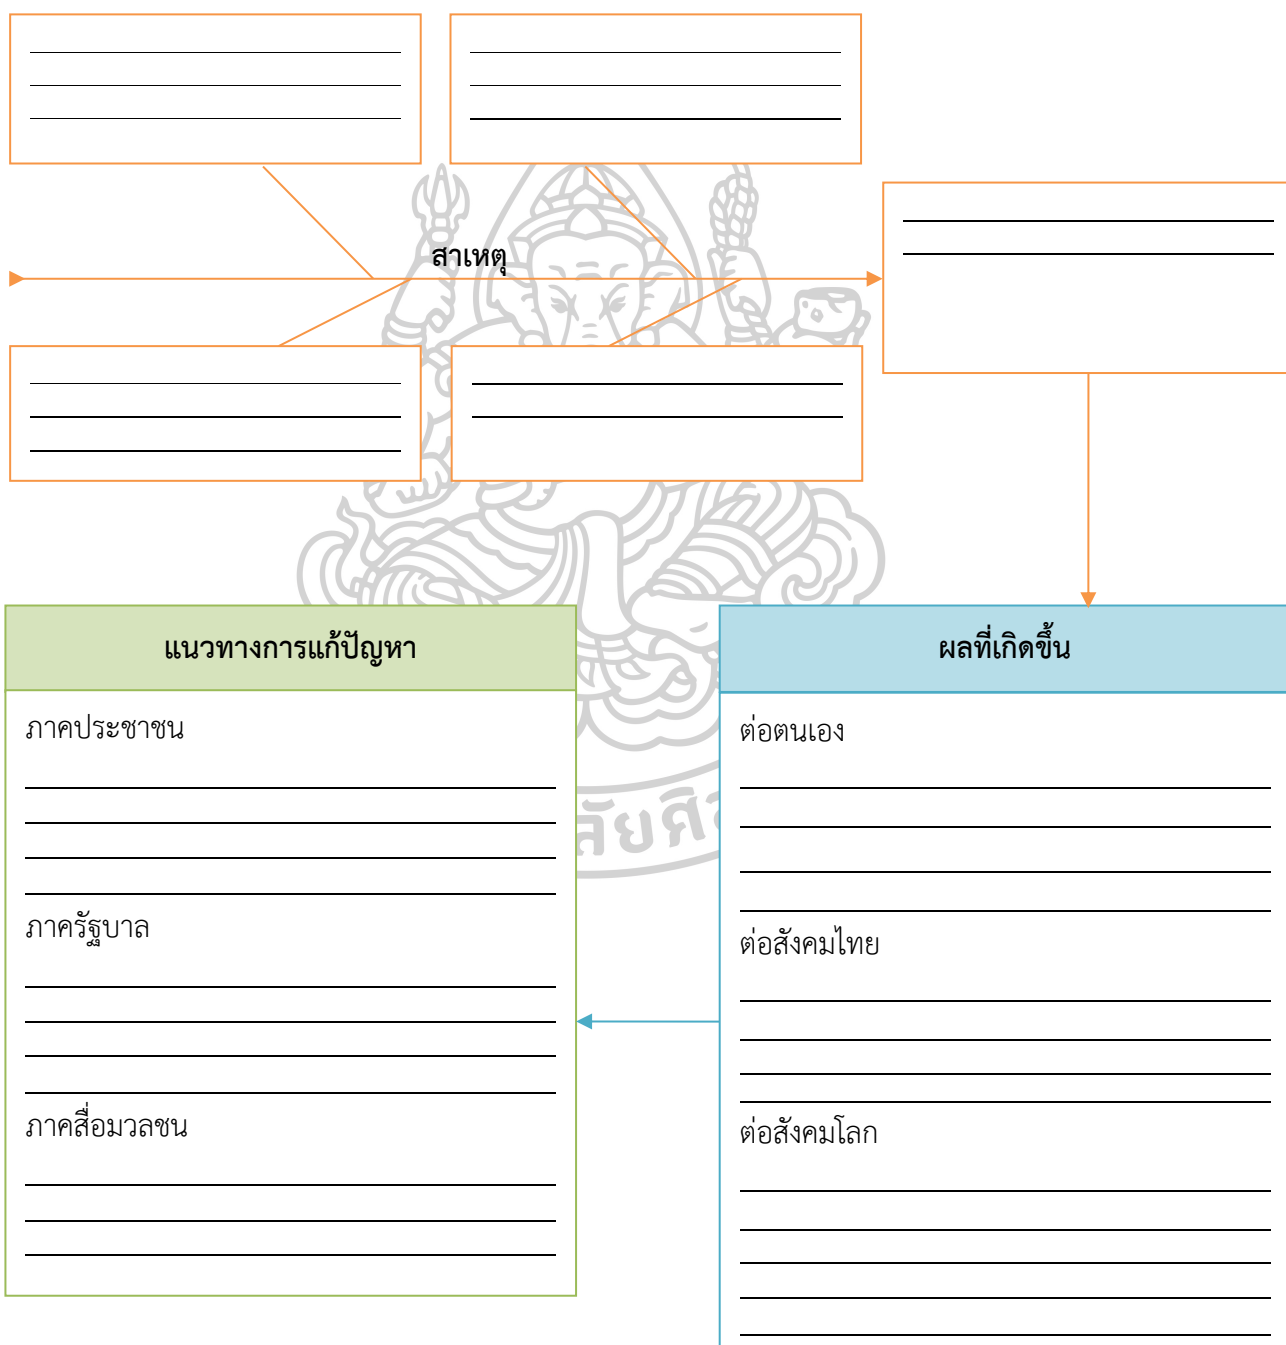 สาเหตุ
แนวทางการแก้ปัญหา
ภาคประชาชน
ภาครัฐบาล
ภาคสื่อมวลชน
ผลที่เกิดขึ้น
ต่อตนเอง
ต่อสังคมไทย
ต่อสังคมโลก